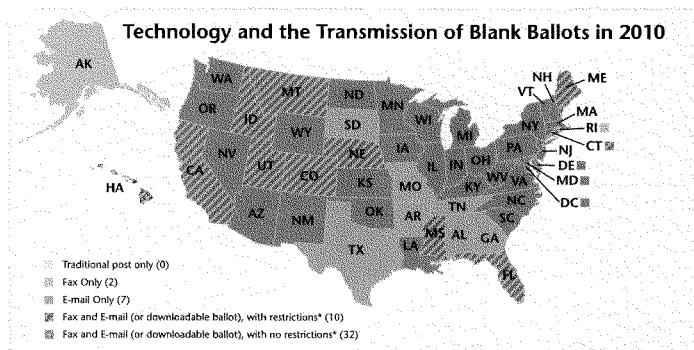 Technology and the Transmission of Blank Ballots in 2010
AK
WA
MT
ND
MN
NH
ME
VT
OR
ID
SD
WI
MI
NY
MA
RI
WY
IA
CT
NV
NE
IL
IN
OH
PA
NJ
CA
UT
CO
KS
MO
KY
WV
VA
DE
MD
HA
DC
AZ
NM
OK
AR
TN
NC
SC
TX
LA
MS
AL
GA
FL
Traditional post only (0)
Fax Only (2)
E-mail Only (7)
Fax and E-mail (or downloadable ballot), with restrictions* (10)
Fax and E-mail (or downloadable ballot), with no restrictions* (32)